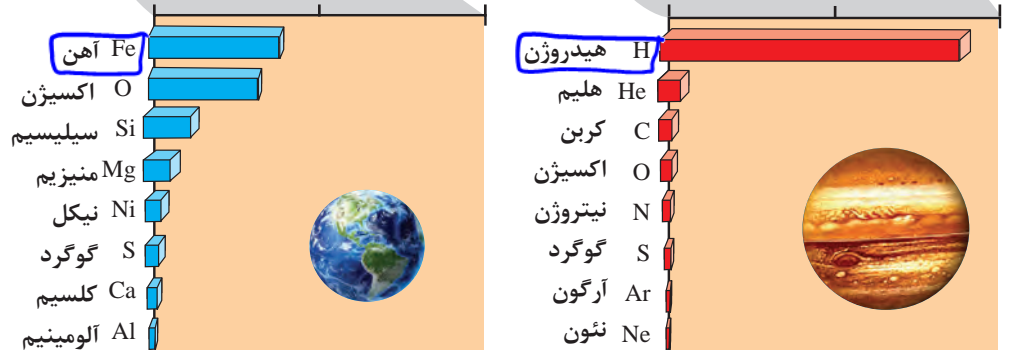 Fe آهن
O اکسیژن
Si سیلیسیم
Mg منیزیم
Ni نیکل
S گوگرد
Ca کلسیم
Al آلومینیم
H هیدروژن
He هلیم
C کربن
O اکسیژن
N نیتروژن
S گوگرد
Ar آرگون
Ne نئون